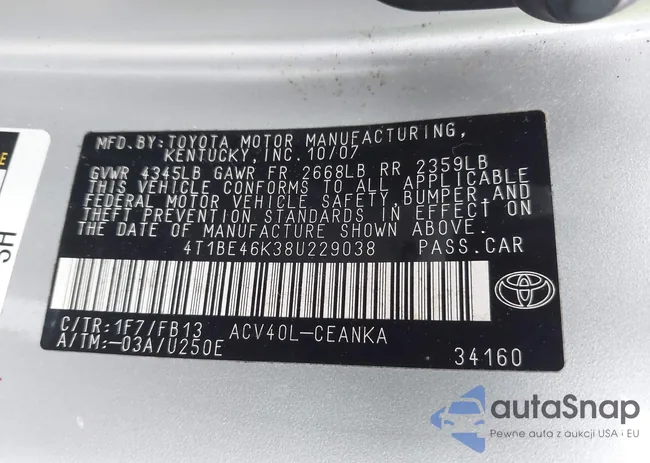 MFD. BY: TOYOTA MOTOR MANUFACTURING,
KENTUCKY, INC. 10/07
GVWR 4345LB GAWR FR 2668LB RR 2359LB
THIS VEHICLE CONFORMS TO ALL APPLICABLE
FEDERAL MOTOR VEHICLE SAFETY, BUMPER, AND
THEFT PREVENTION STANDARDS IN EFFECT ON
THE DATE OF MANUFACTURE SHOWN ABOVE.
4T1BE46K38U229038 PASS.CAR
C/TR: 1F7/FB13 ACV40L-CEANKA
A/TM:-03A/U250E
34160
SH
autaSnap
Pewne auta z aukcji USA i EU